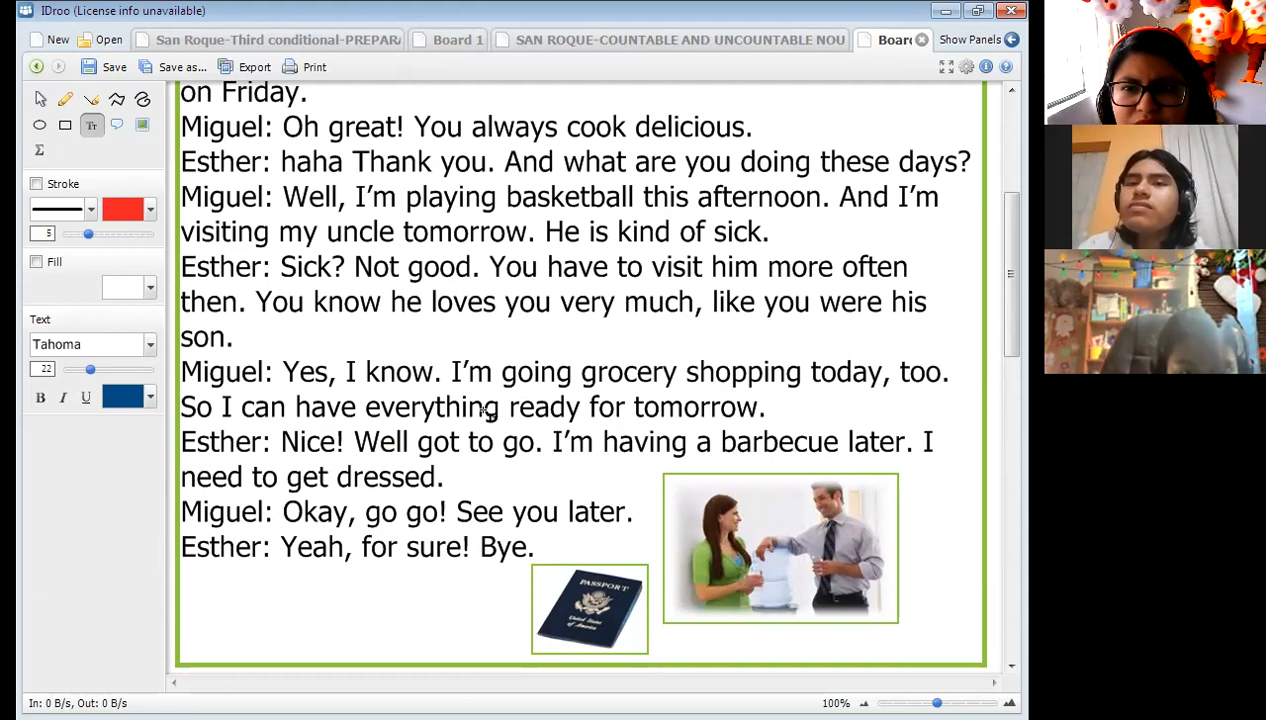 IDroo (License info unavailable)
New Open San Roque-Third conditional-PREPAR Board 1 SAN ROQUE-COUNTABLE AND UNCOUNTABLE NOU Board Show Panels
Save Save as... Export Print
Stroke
5
Fill
Text
Tahoma
22
B I U
on Friday.
Miguel: Oh great! You always cook delicious.
Esther: haha Thank you. And what are you doing these days?
Miguel: Well, I'm playing basketball this afternoon. And I'm
visiting my uncle tomorrow. He is kind of sick.
Esther: Sick? Not good. You have to visit him more often
then. You know he loves you very much, like you were his
son.
Miguel: Yes, I know. I'm going grocery shopping today, too.
So I can have everything ready for tomorrow.
Esther: Nice! Well got to go. I'm having a barbecue later. I
need to get dressed.
Miguel: Okay, go go! See you later.
Esther: Yeah, for sure! Bye.
PASSPORT
United States
of America
In: 0 B/s, Out: 0 B/s 100%